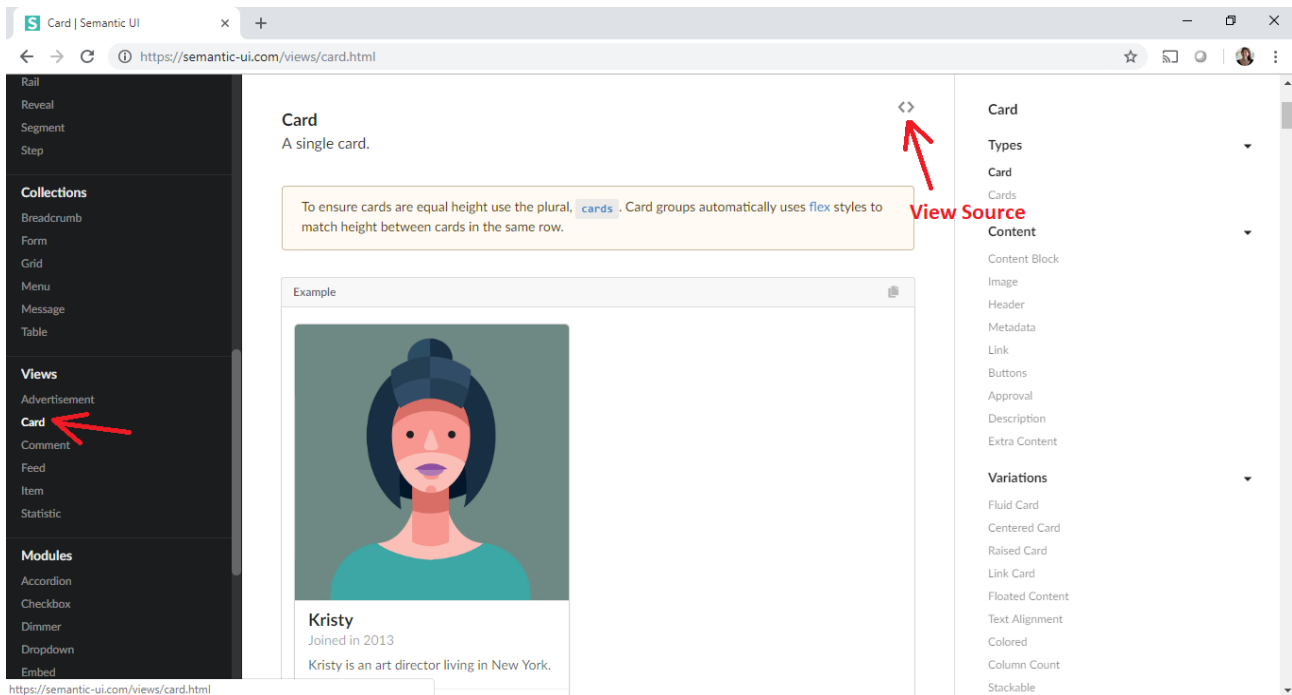 Card | Semantic UI
https://semantic-ui.com/views/card.html
Rail
Reveal
Segment
Step
Collections
Breadcrumb
Form
Grid
Menu
Message
Table
Views
Advertisement
Card
Comment
Feed
Item
Statistic
Modules
Accordion
Checkbox
Dimmer
Dropdown
Embed
https://semantic-ui.com/views/card.html
Card
A single card.
View Source
To ensure cards are equal height use the plural, cards . Card groups automatically uses flex styles to
match height between cards in the same row.
Example
Kristy
Joined in 2013
Kristy is an art director living in New York.
Card
Types
Card
Cards
Content
Content Block
Image
Header
Metadata
Link
Buttons
Approval
Description
Extra Content
Variations
Fluid Card
Centered Card
Raised Card
Link Card
Floated Content
Text Alignment
Colored
Column Count
Stackable